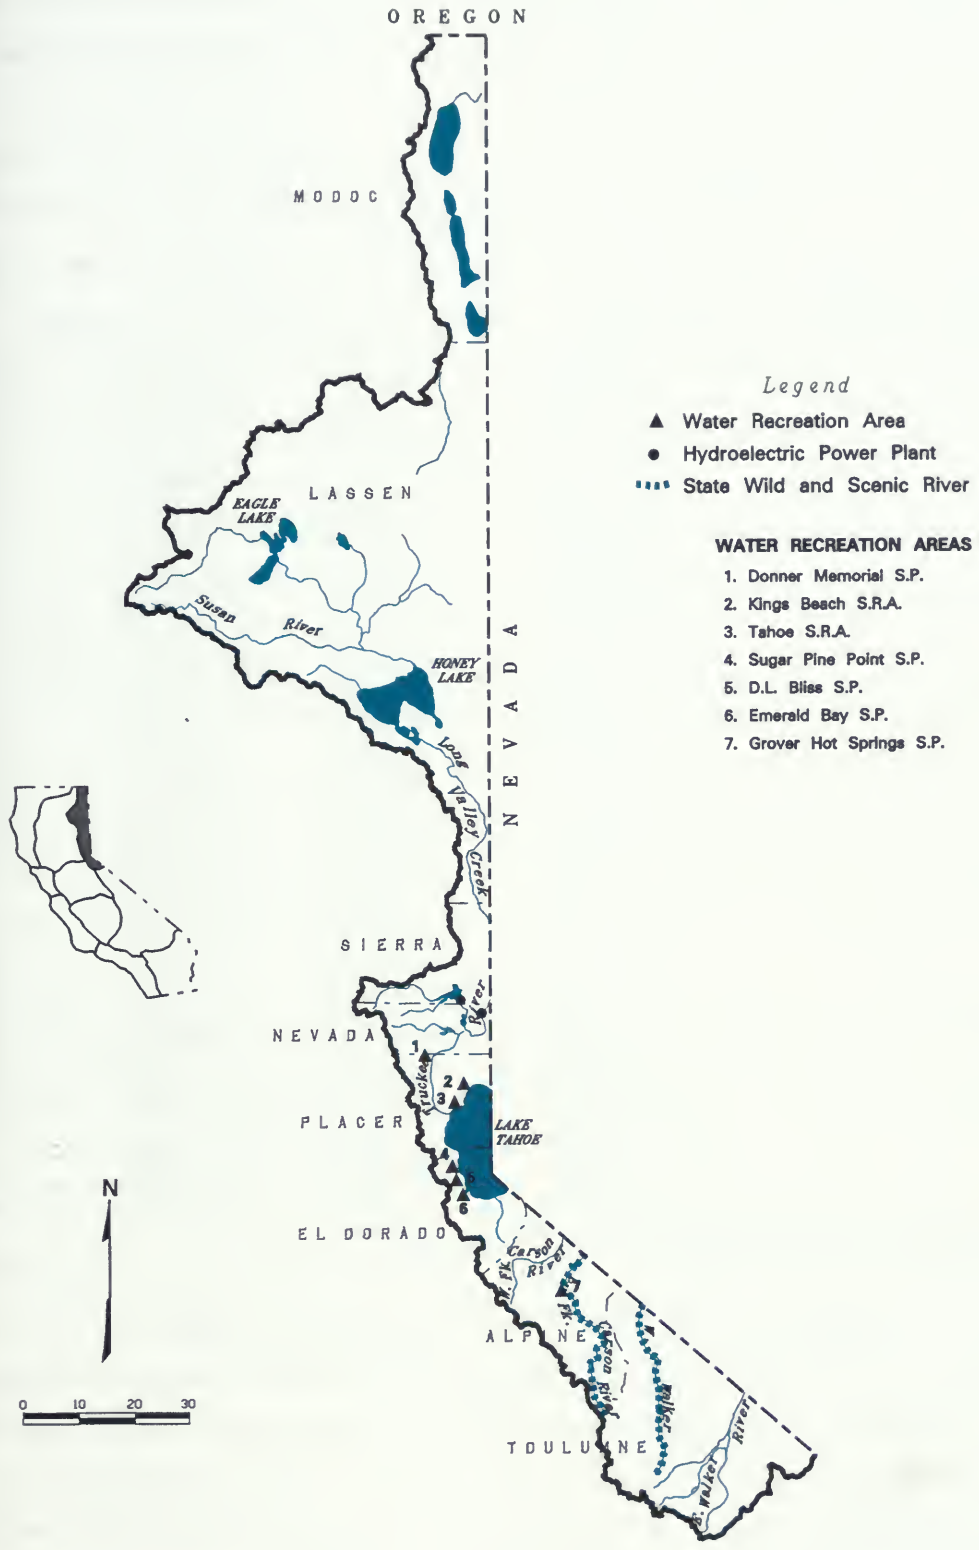 OREGON
MODOC
Legend
Water Recreation Area
Hydroelectric Power Plant
State Wild and Scenic River
LASSEN
EAGLE
LAKE
WATER RECREATION AREAS
1. Donner Memorial S.P.
2. Kings Beach S.R.A.
3. Tahoe S.R.A.
4. Sugar Pine Point S.P.
5. D.L. Bliss S.P.
6. Emerald Bay S.P.
7. Grover Hot Springs S.P.
Susan River
HONEY
LAKE
NEVADA
Long Valley Creek
SIERRA
River
NEVADA
1
Truckee
2
3
PLACER
LAKE
TAHOE
4
5
6
N
EL DORADO
Carson
River
W. Fk
E.
Fk.
ALPINE
Carson River
W
Walker
0 10 20 30
TOULUMNE
E. Walker River